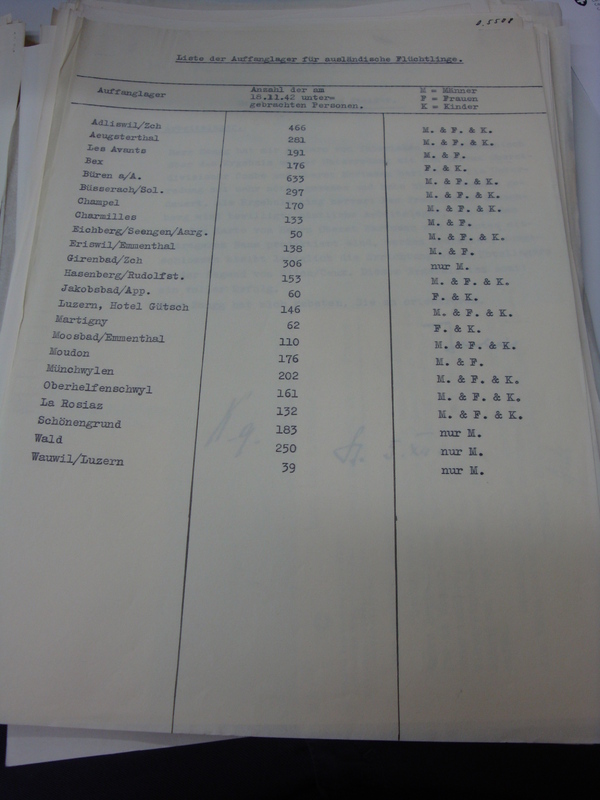 D.5508
Liste der Auffanglager für ausländische Flüchtlinge.
Auffanglager Anzahl der am M = Männer
18.11.42 unter= F = Frauen
gebrachten Personen. K = Kinder
Adliswil/Zch 466 M. & F. & K.
Aeugsterthal 281 M. & F. & K.
Les Avants 191 M. & F.
Bex 176 F. & K.
Büren a/A. 633 M. & F. & K.
Büsserach/Sol. 297 M. & F. & K.
Champel 170 M. & F. & K.
Charmilles 133 M. & F.
Eichberg/Seengen/Aarg. 50 M. & F. & K.
Eriswil/Emmenthal 138 M. & F.
Girenbad/Zch 306 nur M.
Hasenberg/Rudolfst. 153 M. & F. & K.
Jakobsbad/App. 60 F. & K.
Luzern, Hotel Gütsch 146 M. & F. & K.
Martigny 62 F. & K.
Moosbad/Emmenthal 110 M. & F. & K.
Moudon 176 M. & F.
Münchwylen 202 M. & F. & K.
Oberhelfenschwyl 161 M. & F. & K.
La Rosiaz 132 M. & F. & K.
Schönengrund 183 nur M.
Wald 250 nur M.
Wauwil/Luzern 39 nur M.